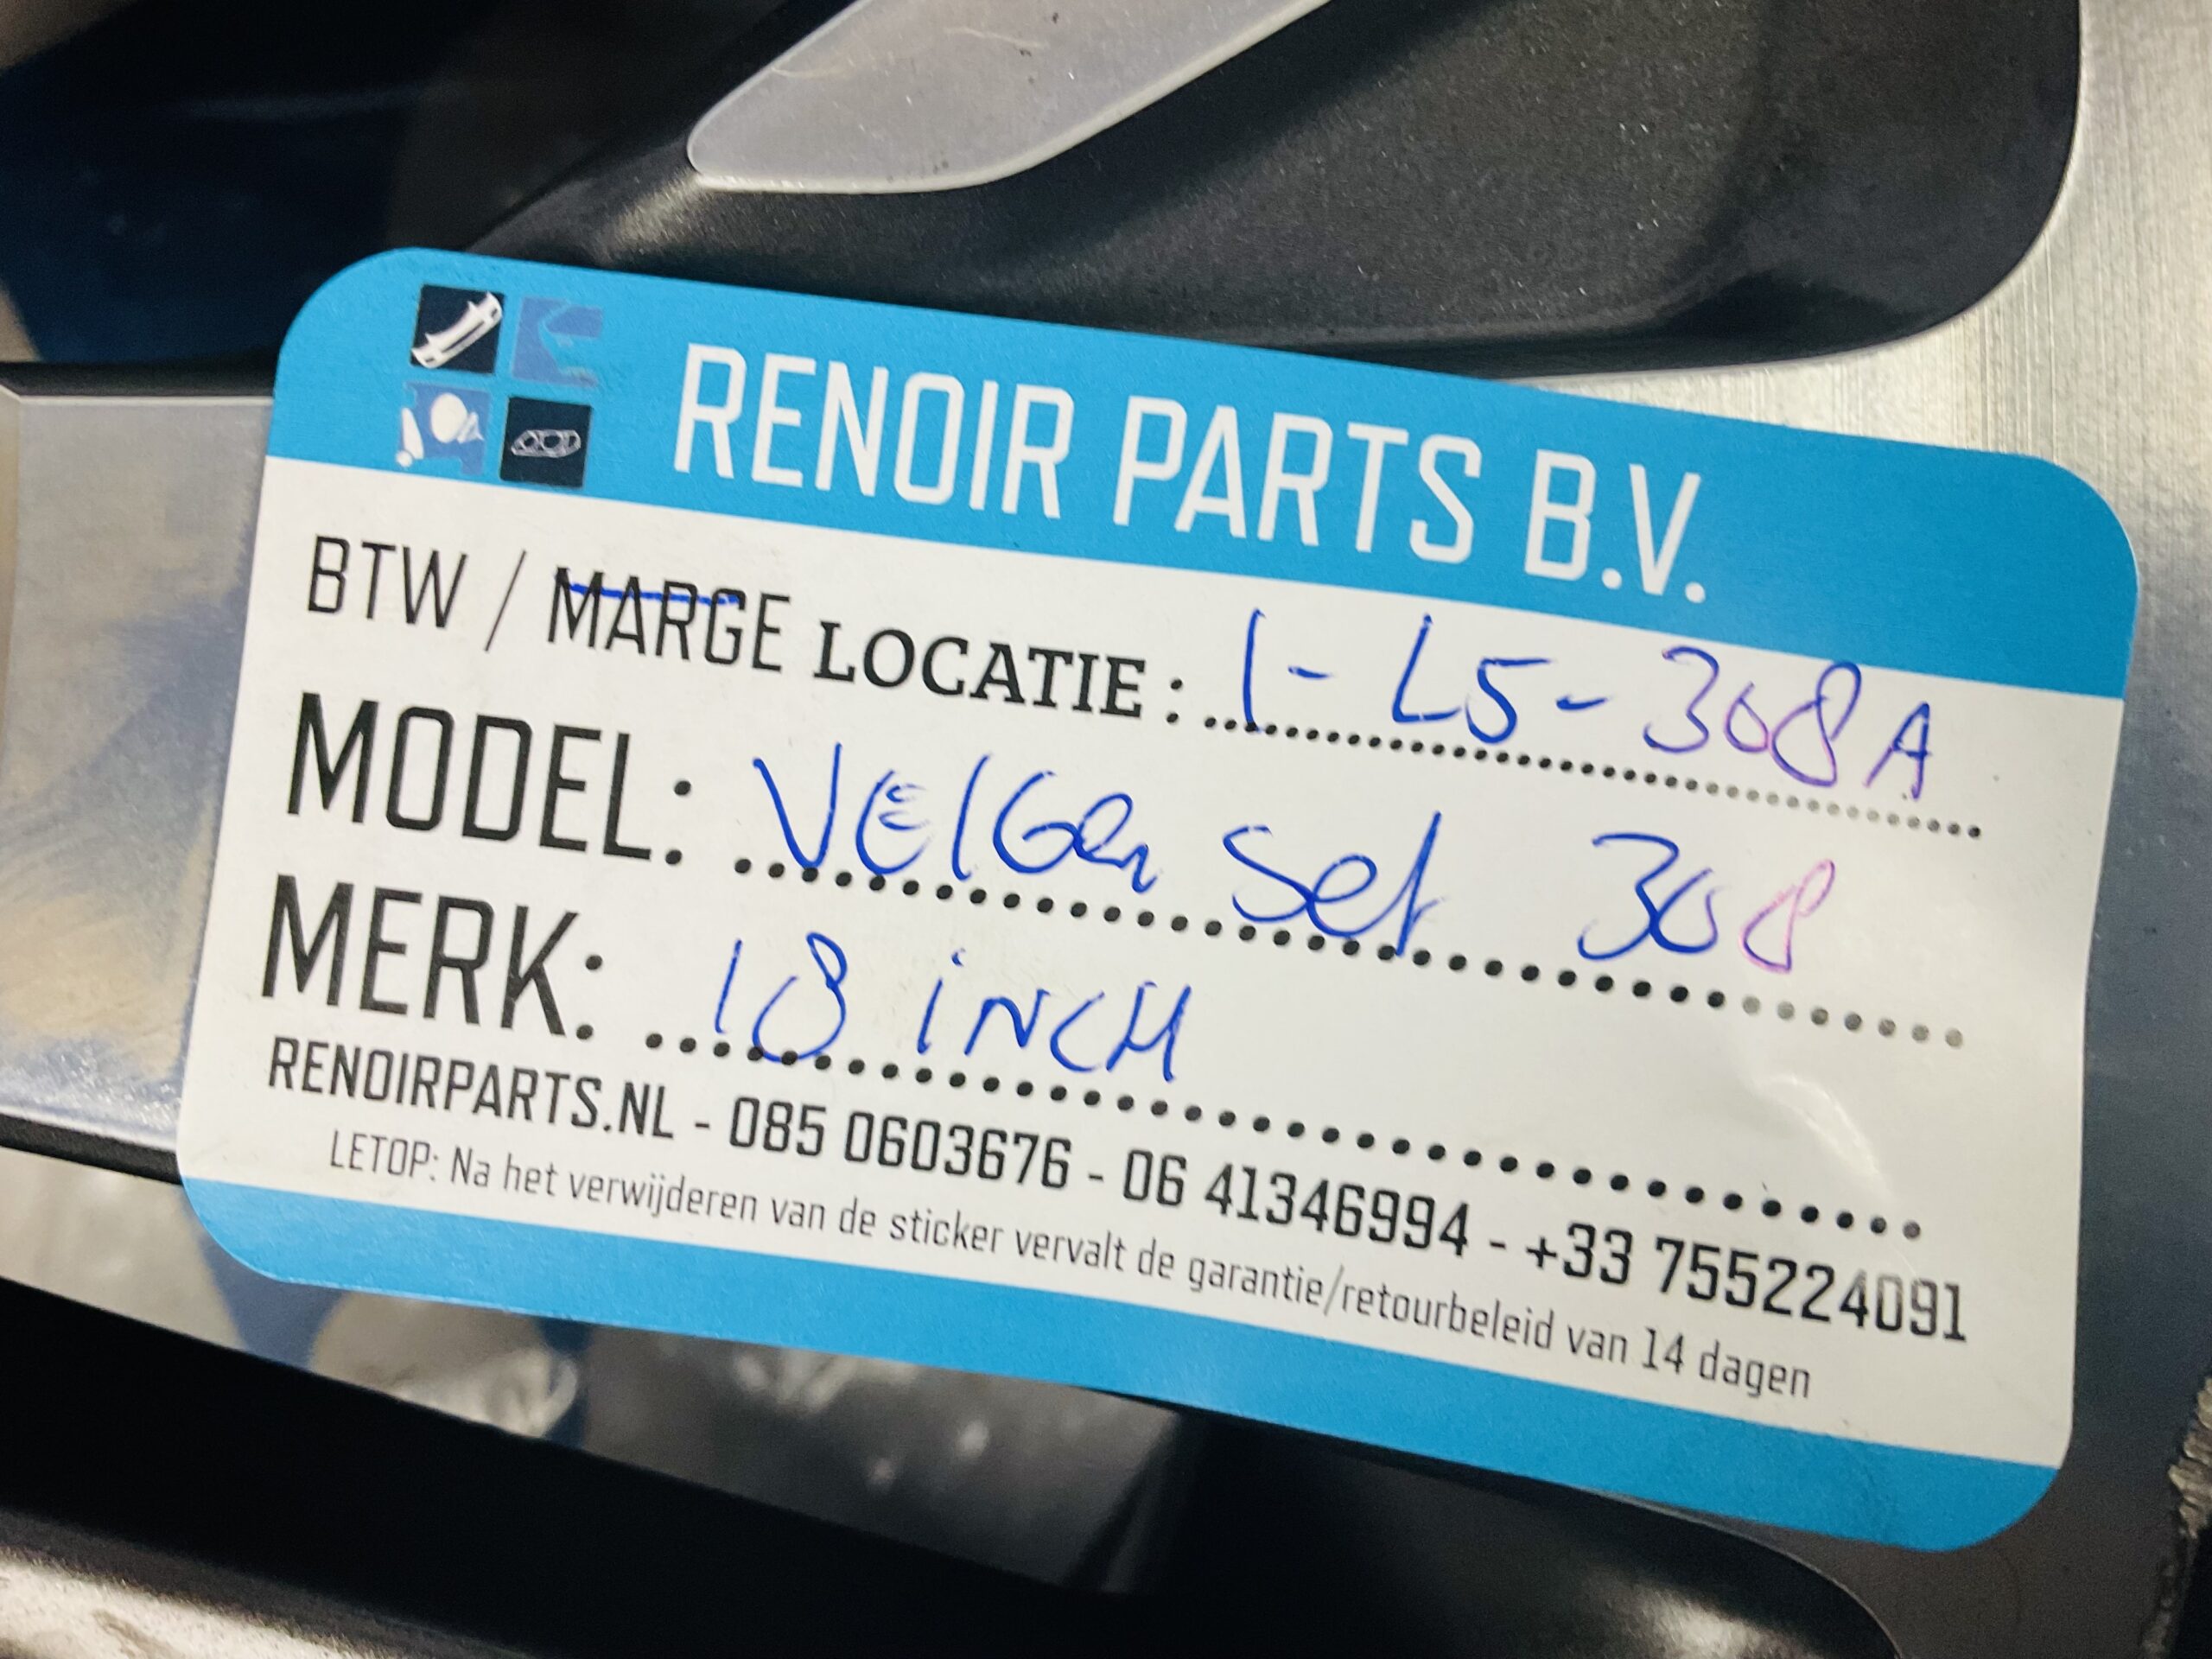 RENOIR PARTS B.V.
BTW / MARGE LOCATIE: 1-L5-308A
MODEL: VElGen set 308
MERK: 18 inch
RENOIRPARTS.NL - 085 0603676 - 06 41346994 - +33 755224091
LETOP: Na het verwijderen van de sticker vervalt de garantie/retourbeleid van 14 dagen